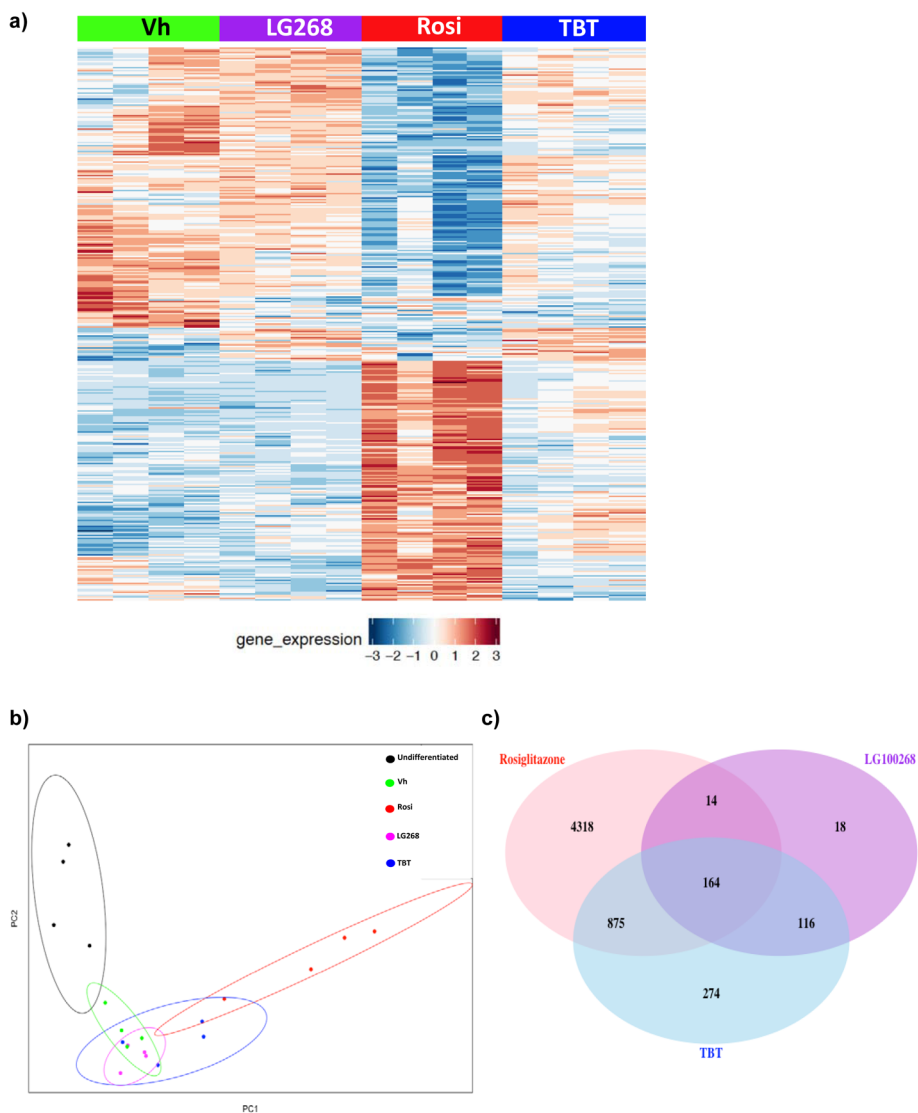 a)
Vh LG268 Rosi TBT
gene_expression
-3 -2 -1 0 1 2 3
b)
Undifferentiated
Vh
Rosi
LG268
TBT
PC2
PC1
c)
Rosiglitazone
LG100268
14
4318
18
164
875
116
274
TBT